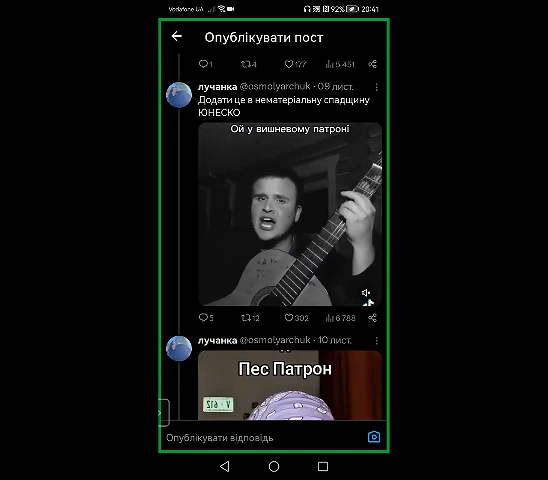 Vodafone UA 92% 20:41
Опублікувати пост
1 4 177 5 451
лучанка @osmolyarchuk · 09 лист.
Додати це в нематеріальну спадщину
ЮНЕСКО
Ой у вишневому патроні
5 12 302 6 788
лучанка @osmolyarchuk · 10 лист.
Пес Патрон
Опублікувати відповідь